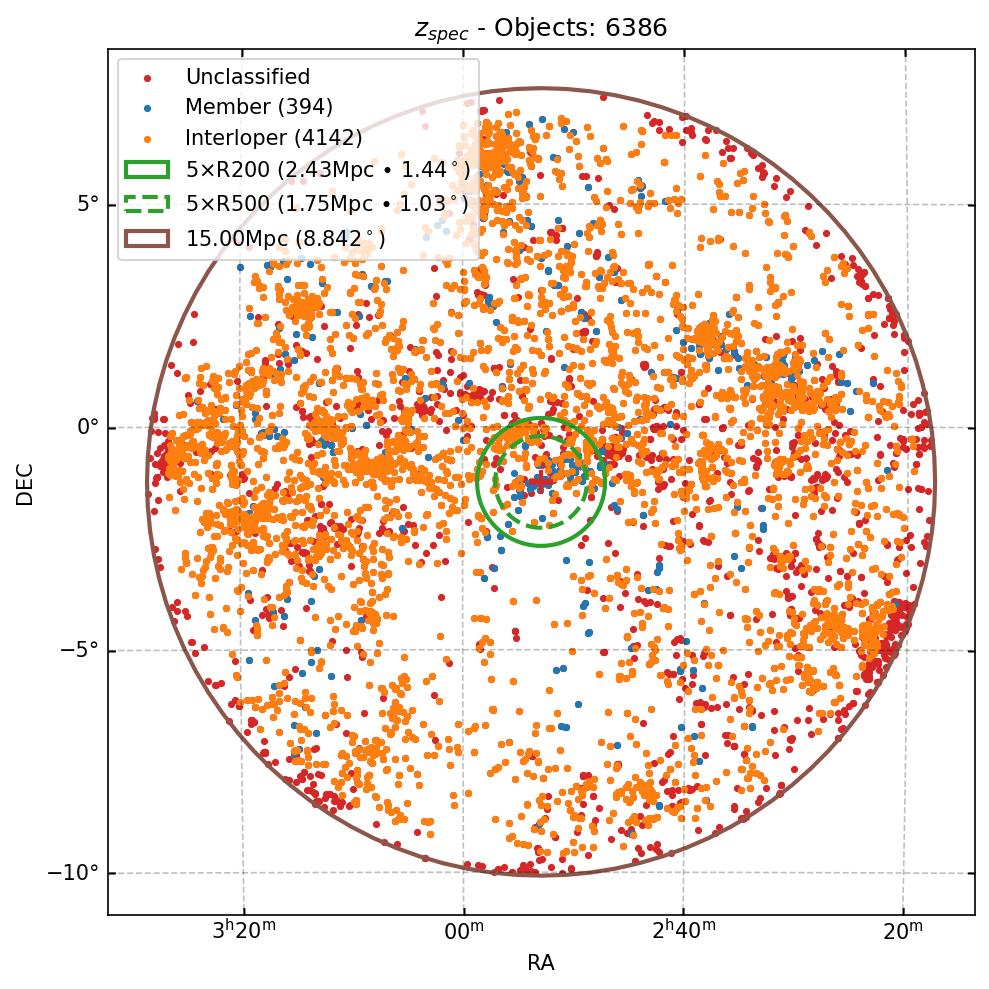 z_spec - Objects: 6386
Unclassified
Member (394)
Interloper (4142)
5×R200 (2.43Mpc • 1.44°)
5×R500 (1.75Mpc • 1.03°)
15.00Mpc (8.842°)
5°
0°
−5°
−10°
DEC
3ʰ20ᵐ
00ᵐ
2ʰ40ᵐ
20ᵐ
RA